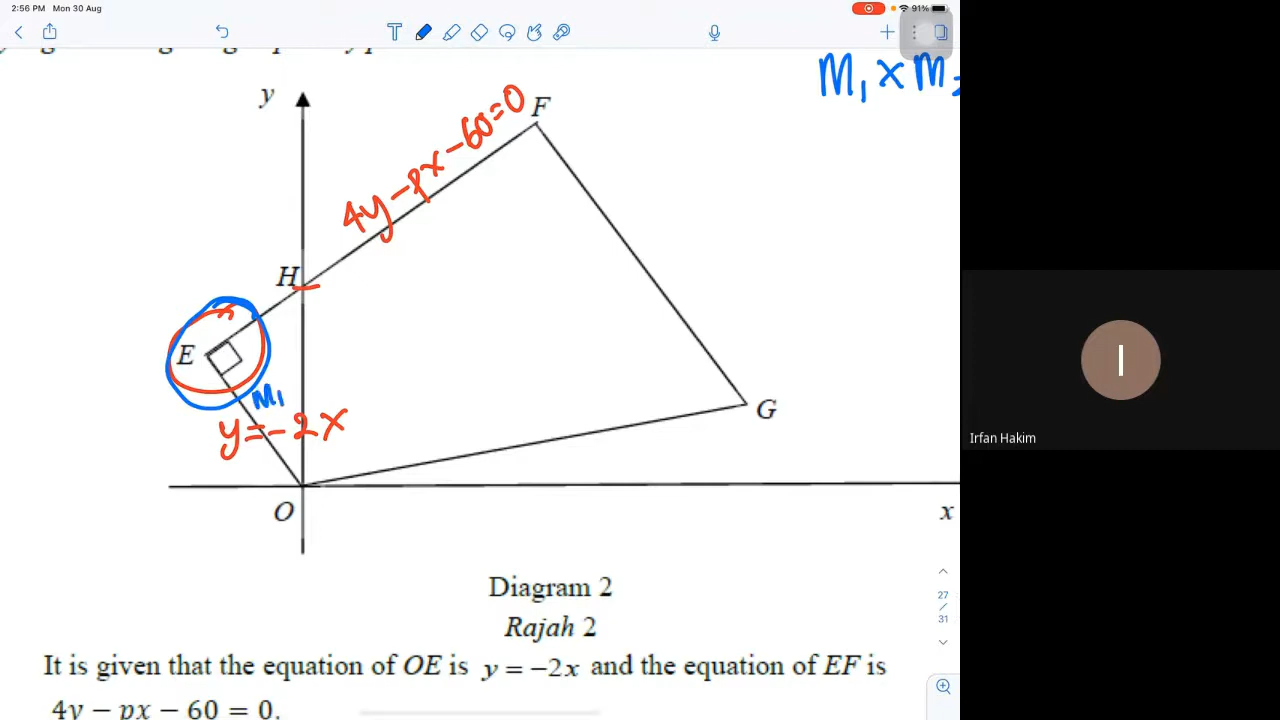 2:56 PM Mon 30 Aug
91%
T
M₁ × M₂
y
F
4y - px - 60 = 0
H
E
M₁
y = -2x
G
O
x
27
/
31
Diagram 2
Rajah 2
It is given that the equation of OE is y = −2x and the equation of EF is
4y − px − 60 = 0.
I
Irfan Hakim